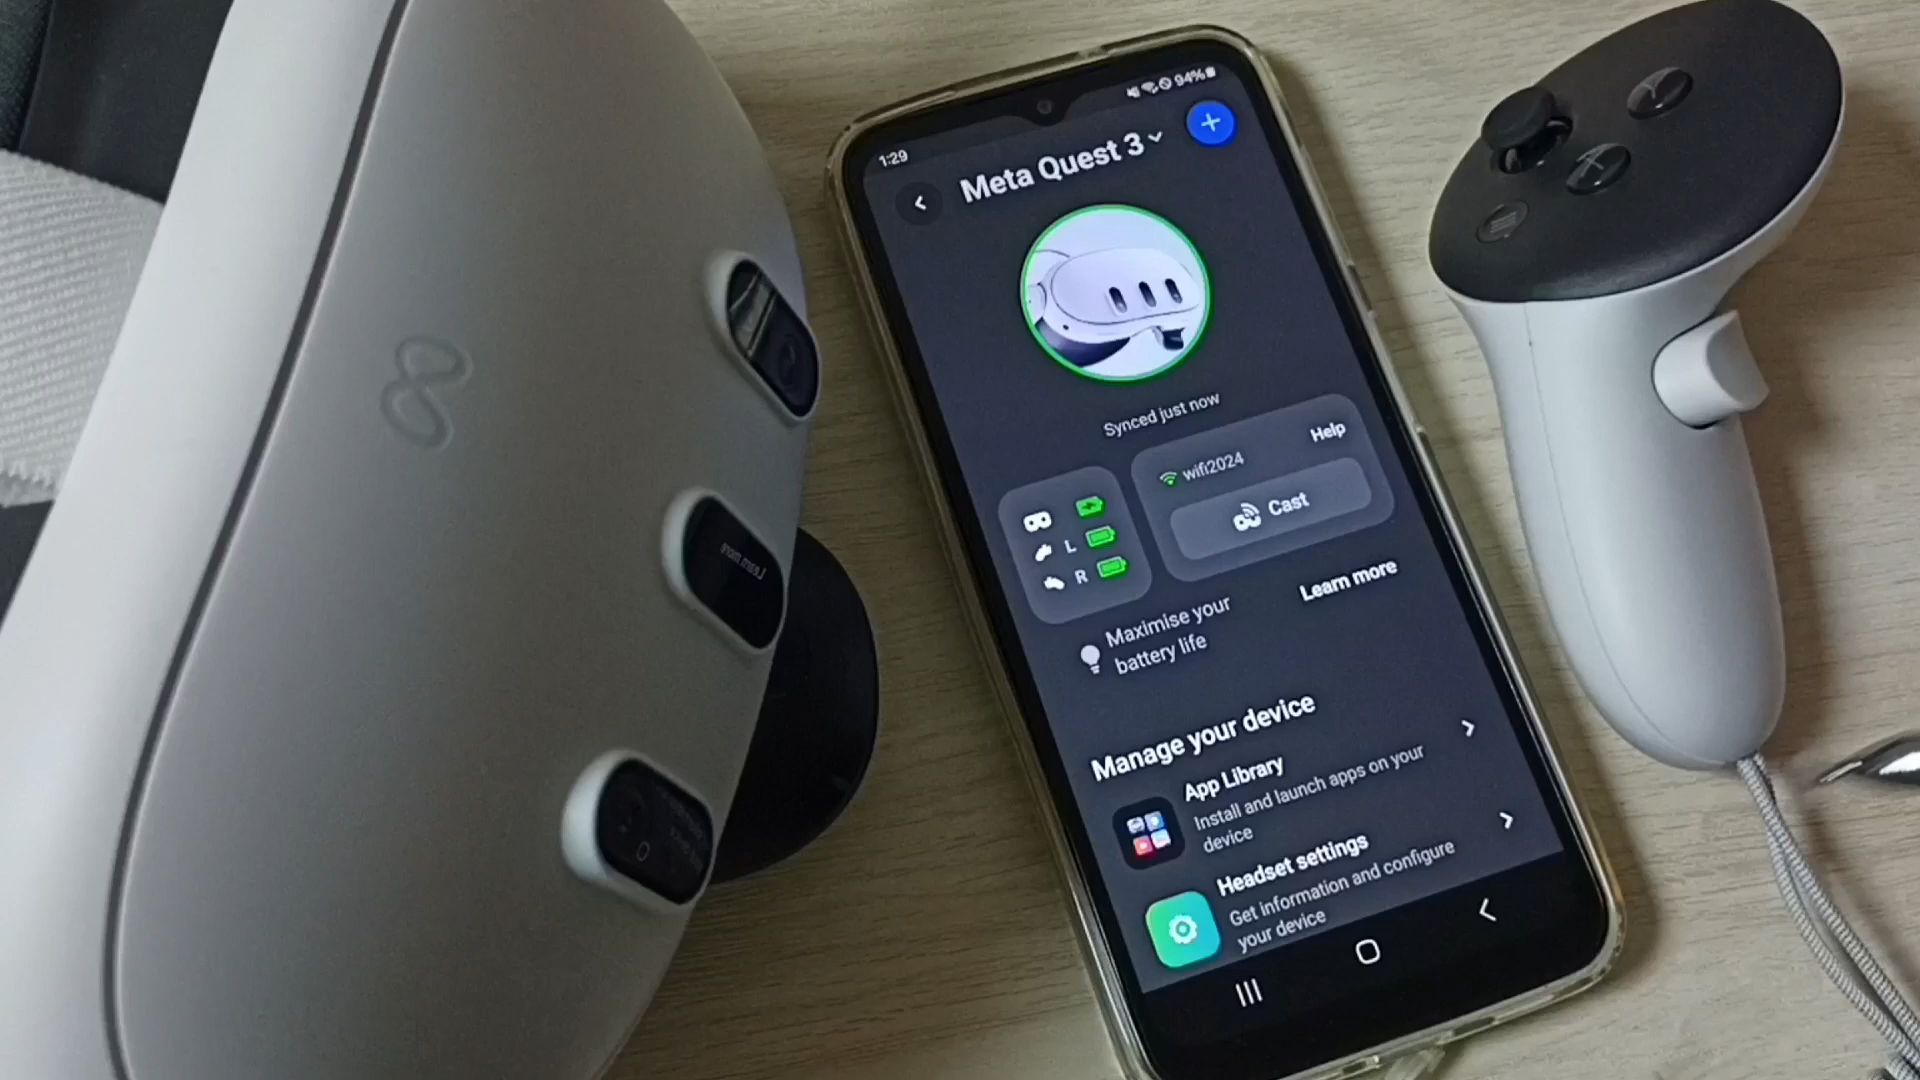 1:29
94%
Meta Quest 3
Synced just now
wifi2024
Help
Cast
L
R
Maximise your
battery life
Learn more
Manage your device
App Library
Install and launch apps on your
device
Headset settings
Get information and configure
your device
Y
X
Learn more